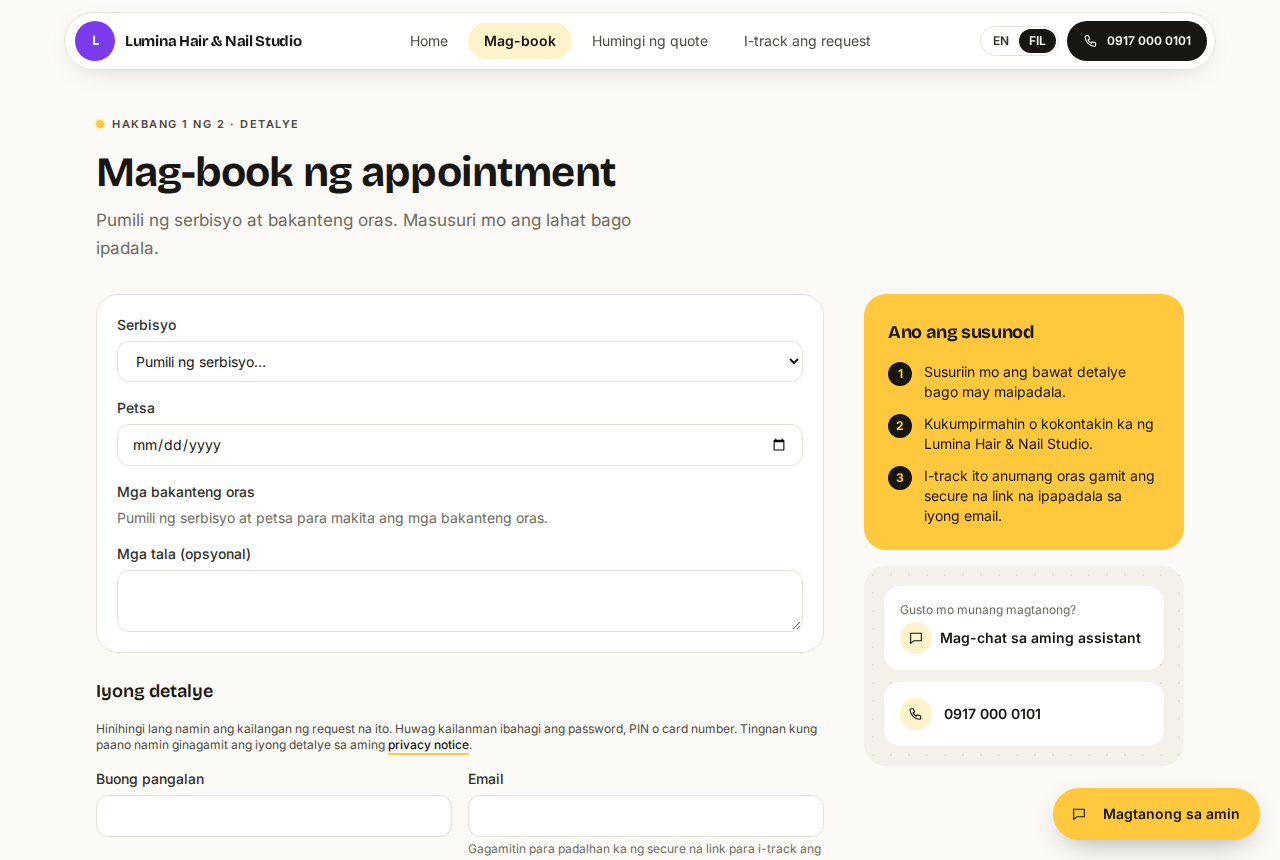 L
Lumina Hair & Nail Studio
Home
Mag-book
Humingi ng quote
I-track ang request
EN
FIL
0917 000 0101
HAKBANG 1 NG 2 · DETALYE
Mag-book ng appointment
Pumili ng serbisyo at bakanteng oras. Masusuri mo ang lahat bago
ipadala.
Serbisyo
Pumili ng serbisyo...
Petsa
mm/dd/yyyy
Mga bakanteng oras
Pumili ng serbisyo at petsa para makita ang mga bakanteng oras.
Mga tala (opsyonal)
Iyong detalye
Hinihingi lang namin ang kailangan ng request na ito. Huwag kailanman ibahagi ang password, PIN o card number. Tingnan kung
paano namin ginagamit ang iyong detalye sa aming privacy notice.
Buong pangalan
Email
Gagamitin para padalhan ka ng secure na link para i-track ang
Ano ang susunod
1
Susuriin mo ang bawat detalye
bago may maipadala.
2
Kukumpirmahin o kokontakin ka ng
Lumina Hair & Nail Studio.
3
I-track ito anumang oras gamit ang
secure na link na ipapadala sa
iyong email.
Gusto mo munang magtanong?
Mag-chat sa aming assistant
0917 000 0101
Magtanong sa amin